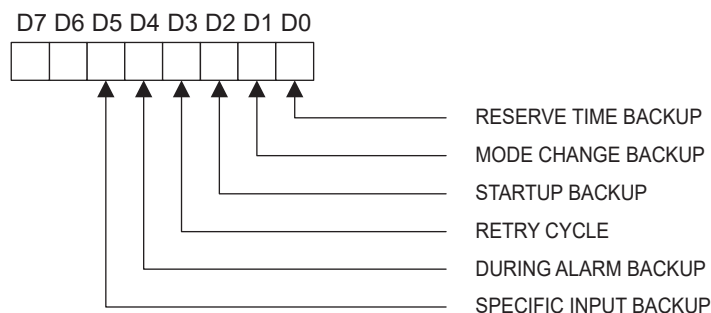 D7 D6 D5 D4 D3 D2 D1 D0
RESERVE TIME BACKUP
MODE CHANGE BACKUP
STARTUP BACKUP
RETRY CYCLE
DURING ALARM BACKUP
SPECIFIC INPUT BACKUP